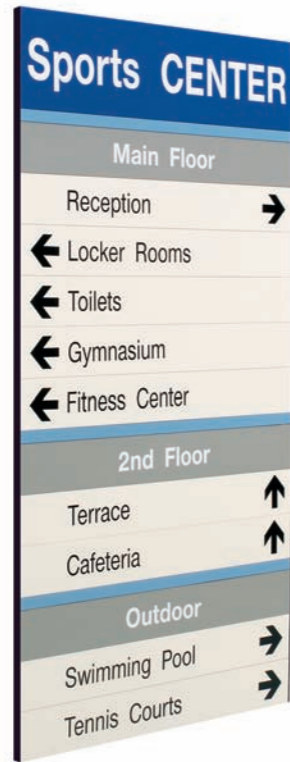 Sports CENTER
Main Floor
Reception
Locker Rooms
Toilets
Gymnasium
Fitness Center
2nd Floor
Terrace
Cafeteria
Outdoor
Swimming Pool
Tennis Courts